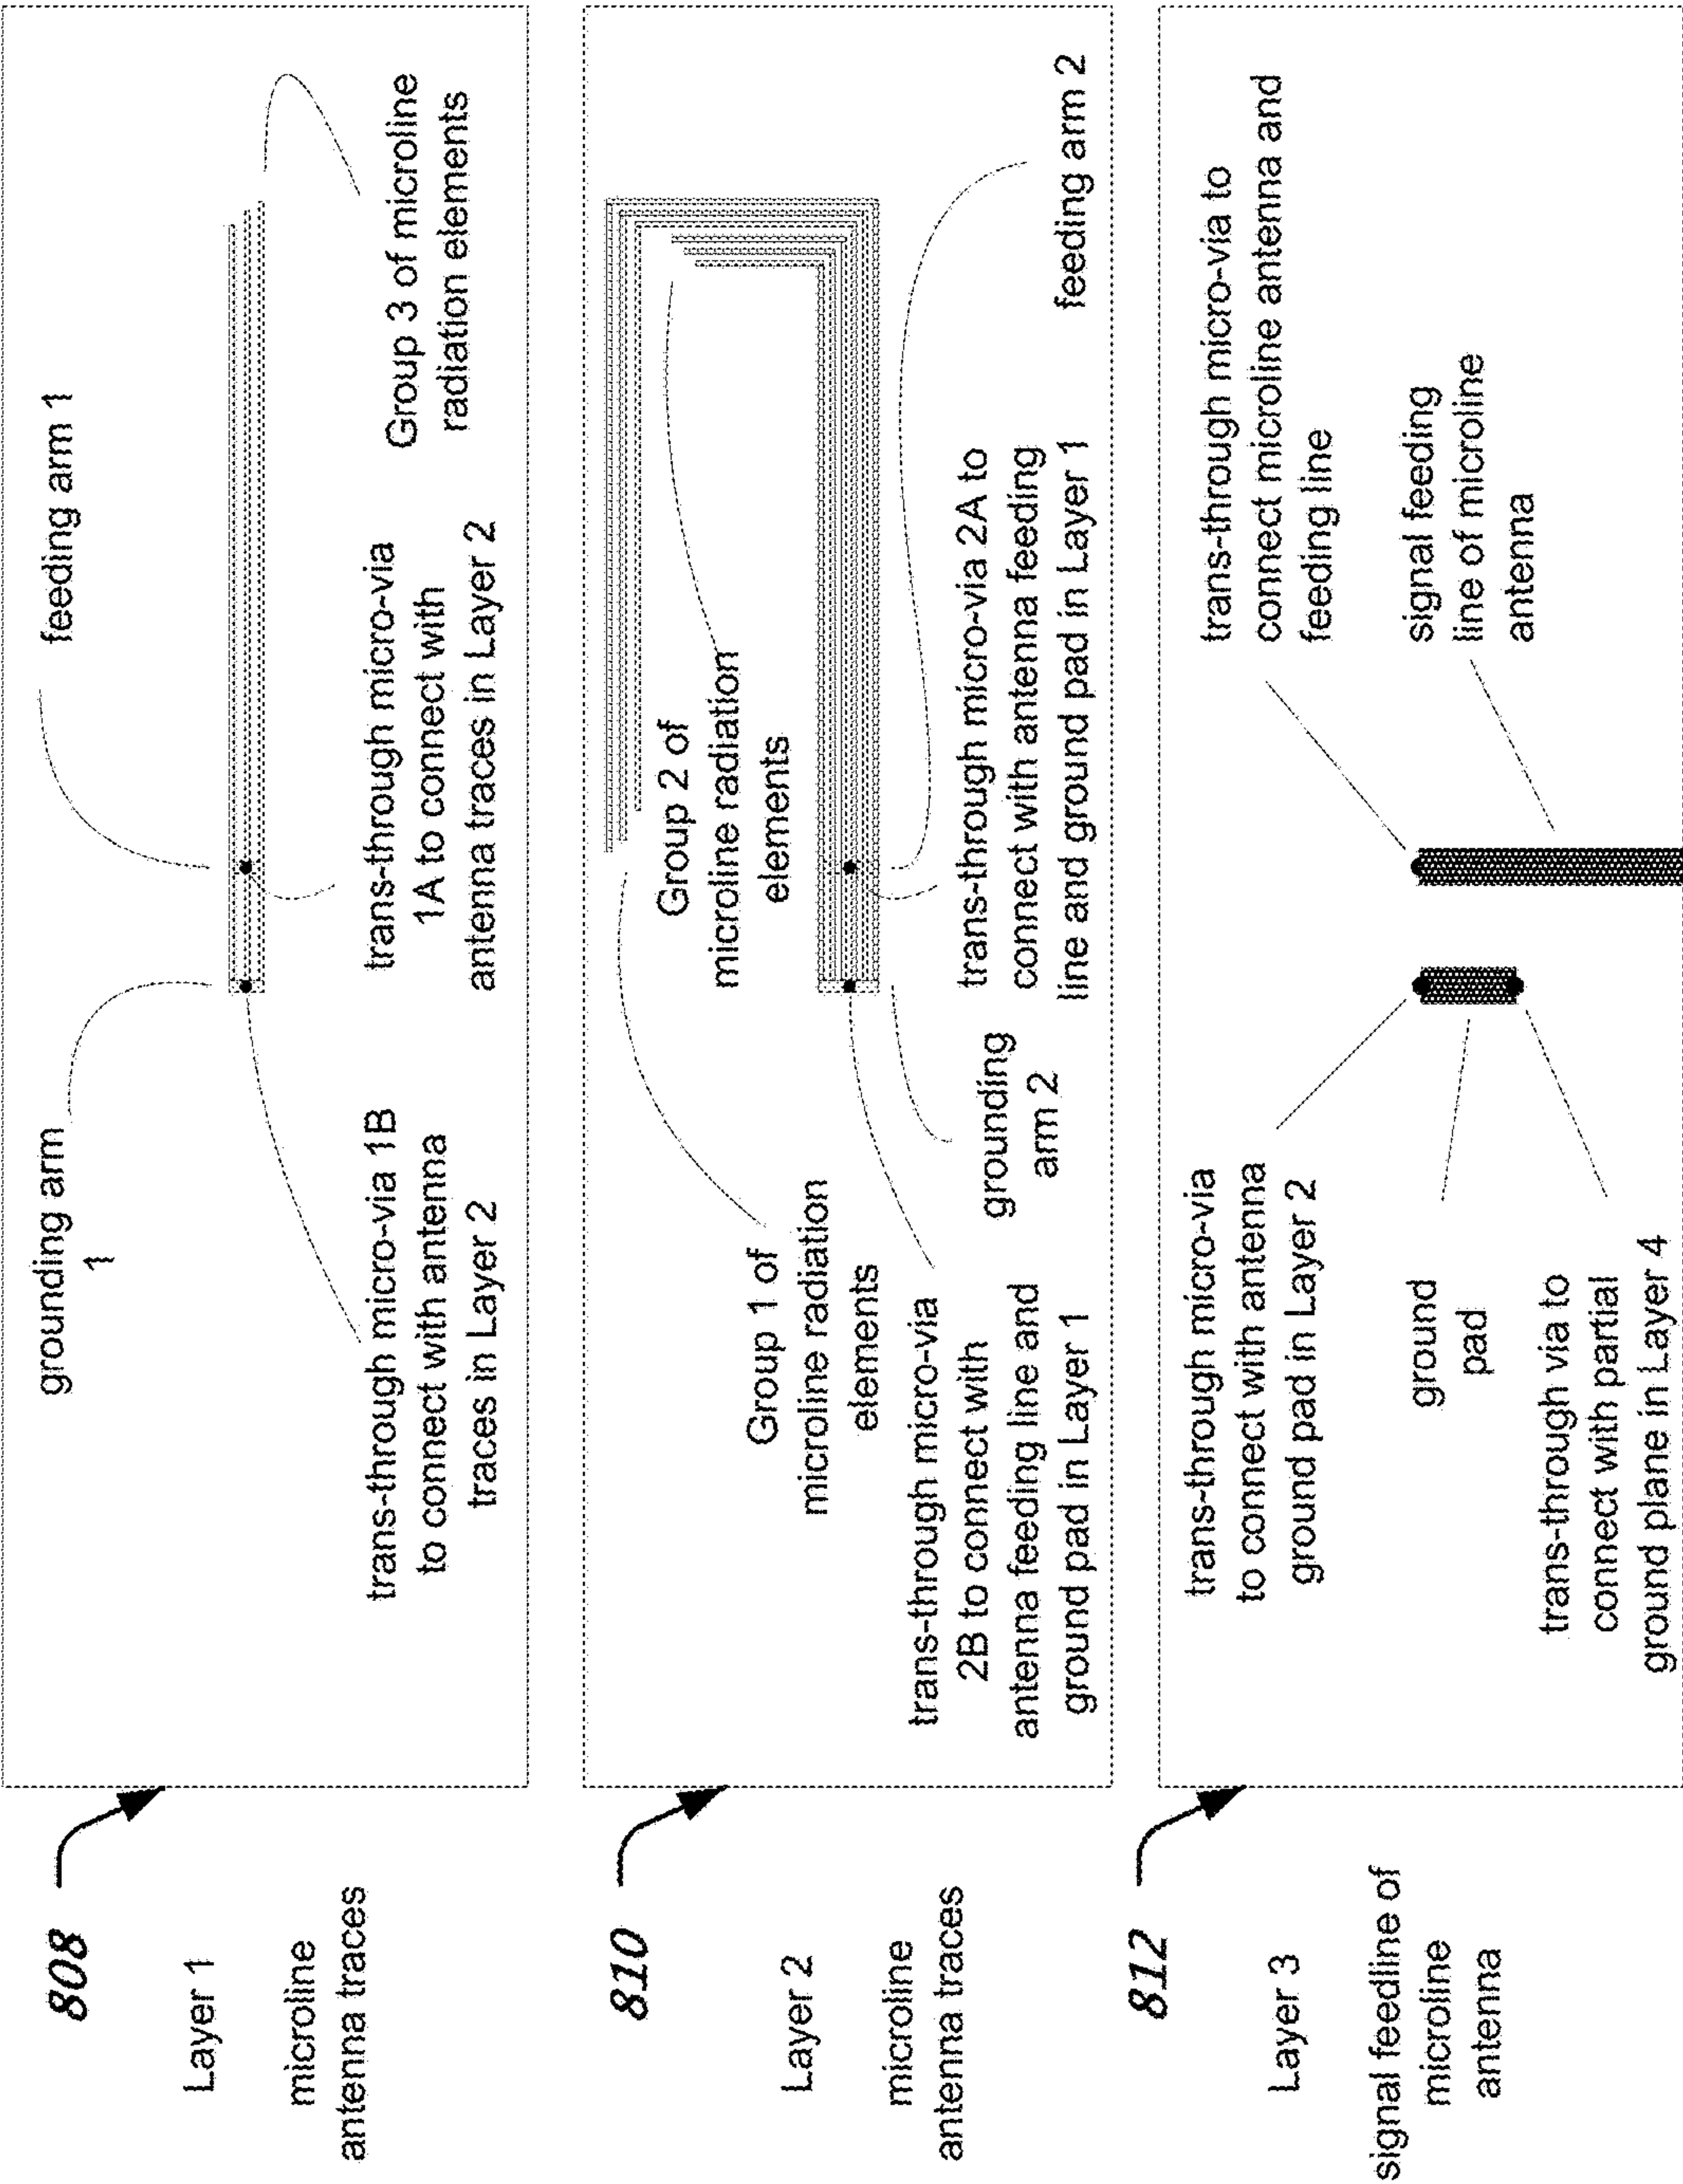 808
Layer 1
microline
antenna traces
grounding arm
1
feeding arm 1
trans-through micro-via 1B
to connect with antenna
traces in Layer 2
trans-through micro-via
1A to connect with
antenna traces in Layer 2
Group 3 of microline
radiation elements
810
Layer 2
microline
antenna traces
Group 1 of
microline radiation
elements
Group 2 of
microline radiation
elements
trans-through micro-via
2B to connect with
antenna feeding line and
ground pad in Layer 1
grounding
arm 2
trans-through micro-via 2A to
connect with antenna feeding
line and ground pad in Layer 1
feeding arm 2
812
Layer 3
signal feedline of
microline
antenna
trans-through micro-via
to connect with antenna
ground pad in Layer 2
ground
pad
trans-through via to
connect with partial
ground plane in Layer 4
trans-through micro-via to
connect microline antenna and
feeding line
signal feeding
line of microline
antenna